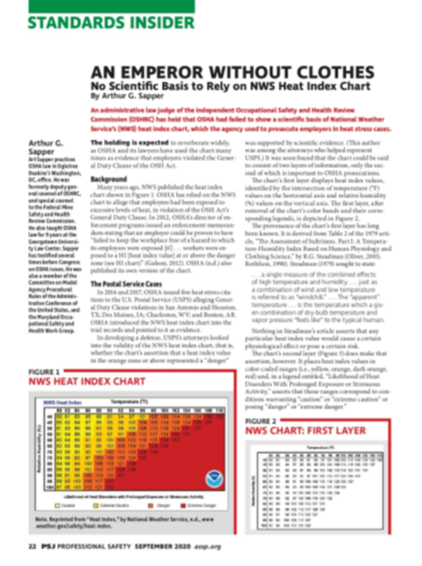 STANDARDS INSIDER
AN EMPEROR WITHOUT CLOTHES
No Scientific Basis to Rely on NWS Heat Index Chart
By Arthur G. Sapper
An administrative law judge of the independent Occupational Safety and Health Review
Commission (OSHRC) has held that OSHA had failed to show a scientific basis of National Weather
Service's (NWS) heat index chart, which the agency used to prosecute employers in heat stress cases.
Arthur G.
Sapper
Art Sapper practices
OSHA law in Ogletree
Deakin's Washington,
DC, office. He was
formerly deputy gen-
eral counsel of OSHRC,
and special counsel
to the Federal Mine
Safety and Health
Review Commission.
He also taught OSHA
law for 9 years at the
Georgetown Universi-
ty Law Center. Sapper
has testified several
times before Congress
on OSHA issues. He was
also a member of the
Committee on Model
Agency Procedural
Rules of the Adminis-
trative Conference of
the United States, and
the Maryland Occu-
pational Safety and
Health Work Group.
The holding is expected to reverberate widely,
as OSHA and its lawyers have used the chart many
times as evidence that employers violated the Gener-
al Duty Clause of the OSH Act.
Background
Many years ago, NWS published the heat index
chart shown in Figure 1. OSHA has relied on the NWS
chart to allege that employers had been exposed to
excessive levels of heat, in violation of the OSH Act's
General Duty Clause. In 2012, OSHA's director of en-
forcement programs issued an enforcement memoran-
dum stating that an employer could be proven to have
"failed to keep the workplace free of a hazard to which
its employees were exposed [if] . . . workers were ex-
posed to a HI [heat index value] at or above the danger
zone (see HI chart)" (Galassi, 2012). OSHA (n.d.) also
published its own version of the chart.
The Postal Service Cases
In 2016 and 2017, OSHA issued five heat stress cita-
tions to the U.S. Postal Service (USPS) alleging Gener-
al Duty Clause violations in San Antonio and Houston,
TX; Des Moines, IA; Charleston, WV; and Benton, AR.
OSHA introduced the NWS heat index chart into the
trial records and pointed to it as evidence.
In developing a defense, USPS's attorneys looked
into the validity of the NWS heat index chart, that is,
whether the chart's assertion that a heat index value
in the orange zone or above represented a "danger"
was supported by scientific evidence. (This author
was among the attorneys who helped represent
USPS.) It was soon found that the chart could be said
to consist of two layers of information, only the sec-
ond of which is important to OSHA prosecutions.
The chart's first layer displays heat index values,
identified by the intersection of temperature (°F)
values on the horizontal axis and relative humidity
(%) values on the vertical axis. The first layer, after
removal of the chart's color bands and their corre-
sponding legends, is depicted in Figure 2.
The provenance of the chart's first layer has long
been known. It is derived from Table 2 of the 1979 arti-
cle, "The Assessment of Sultriness. Part I: A Tempera-
ture-Humidity Index Based on Human Physiology and
Clothing Science," by R.G. Steadman (Oliver, 2005;
Rothfusz, 1990). Steadman (1979) sought to state:
. . . a single measure of the combined effects
of high temperature and humidity . . . just as
a combination of wind and low temperature
is referred to as "windchill" . . . The "apparent"
temperature . . . is the temperature which a giv-
en combination of dry-bulb temperature and
vapor pressure "feels like" to the typical human.
Nothing in Steadman's article asserts that any
particular heat index value would cause a certain
physiological effect or pose a certain risk.
The chart's second layer (Figure 3) does make that
assertion, however. It places heat index values in
color-coded ranges (i.e., yellow, orange, dark orange,
red) and, in a legend entitled, "Likelihood of Heat
Disorders With Prolonged Exposure or Strenuous
Activity," asserts that those ranges correspond to con-
ditions warranting "caution" or "extreme caution" or
posing "danger" or "extreme danger."
FIGURE 1
NWS HEAT INDEX CHART
NWS Heat Index
Temperature (°F)
Relative Humidity (%)
Likelihood of Heat Disorders with Prolonged Exposure or Strenuous Activity
Caution
Extreme Caution
Danger
Extreme Danger
Note. Reprinted from "Heat Index," by National Weather Service, n.d., www
.weather.gov/safety/heat-index.
FIGURE 2
NWS CHART: FIRST LAYER
Temperature (°F)
22 PSJ PROFESSIONAL SAFETY SEPTEMBER 2020 assp.org